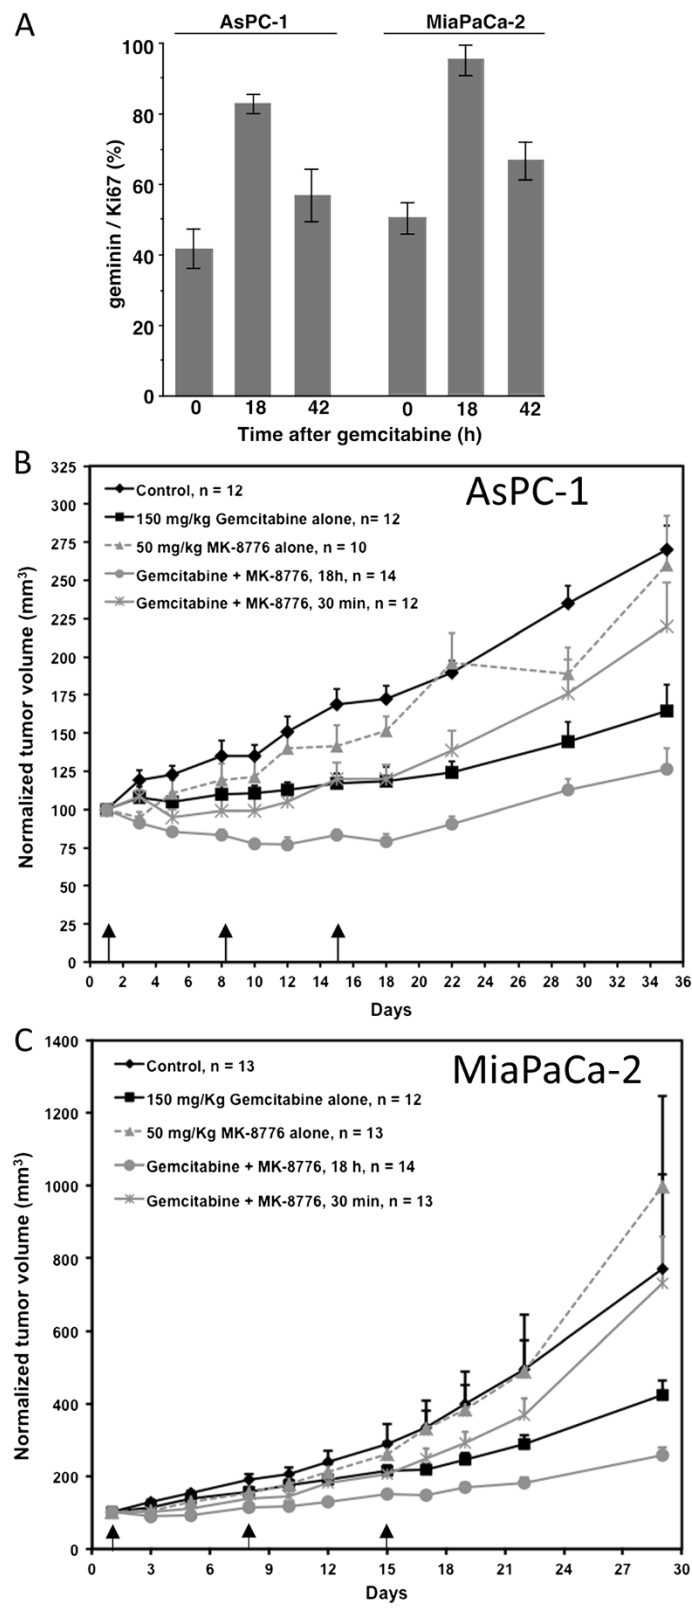 A
AsPC-1 MiaPaCa-2
geminin / Ki67 (%)
100
80
60
40
20
0
0 18 42 0 18 42
Time after gemcitabine (h)
B
AsPC-1
Normalized tumor volume (mm³)
325
300
275
250
225
200
175
150
125
100
75
50
25
0
Control, n = 12
150 mg/kg Gemcitabine alone, n= 12
50 mg/kg MK-8776 alone, n = 10
Gemcitabine + MK-8776, 18h, n = 14
Gemcitabine + MK-8776, 30 min, n = 12
0 2 4 6 8 10 12 14 16 18 20 22 24 26 28 30 32 34 36
Days
C
MiaPaCa-2
Normalized tumor volume (mm³)
1400
1200
1000
800
600
400
200
0
Control, n = 13
150 mg/Kg Gemcitabine alone, n = 12
50 mg/Kg MK-8776 alone, n = 13
Gemcitabine + MK-8776, 18 h, n = 14
Gemcitabine + MK-8776, 30 min, n = 13
0 3 6 9 12 15 18 21 24 27 30
Days